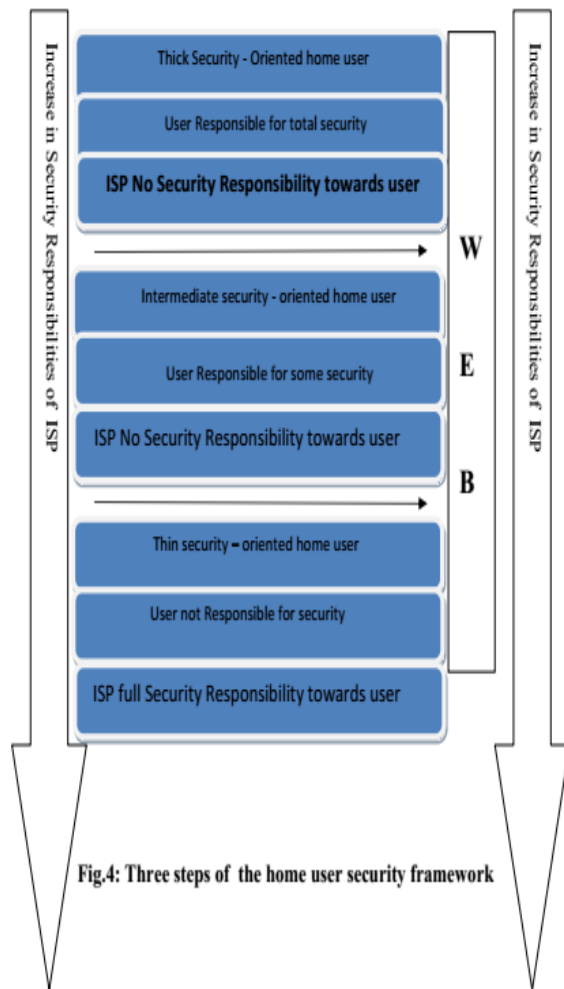 Increase in Security Responsibilities of ISP
Thick Security - Oriented home user
User Responsible for total security
ISP No Security Responsibility towards user
Intermediate security - oriented home user
User Responsible for some security
ISP No Security Responsibility towards user
Thin security – oriented home user
User not Responsible for security
ISP full Security Responsibility towards user
W
E
B
Increase in Security Responsibilities of ISP
Fig.4: Three steps of the home user security framework